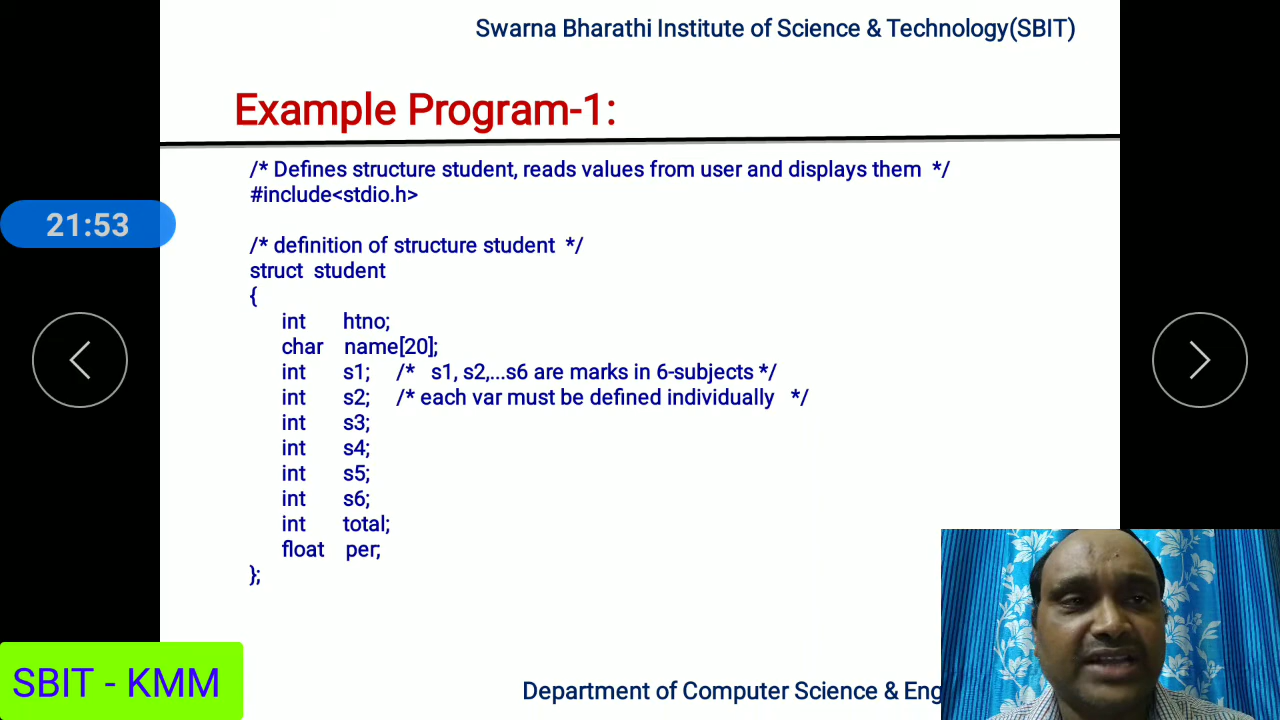 Swarna Bharathi Institute of Science & Technology(SBIT)
Example Program-1:
/* Defines structure student, reads values from user and displays them */
#include<stdio.h>
21:53
/* definition of structure student */
struct student
{
int htno;
char name[20];
int s1; /* s1, s2,...s6 are marks in 6-subjects */
int s2; /* each var must be defined individually */
int s3;
int s4;
int s5;
int s6;
int total;
float per;
};
SBIT - KMM
Department of Computer Science & Eng